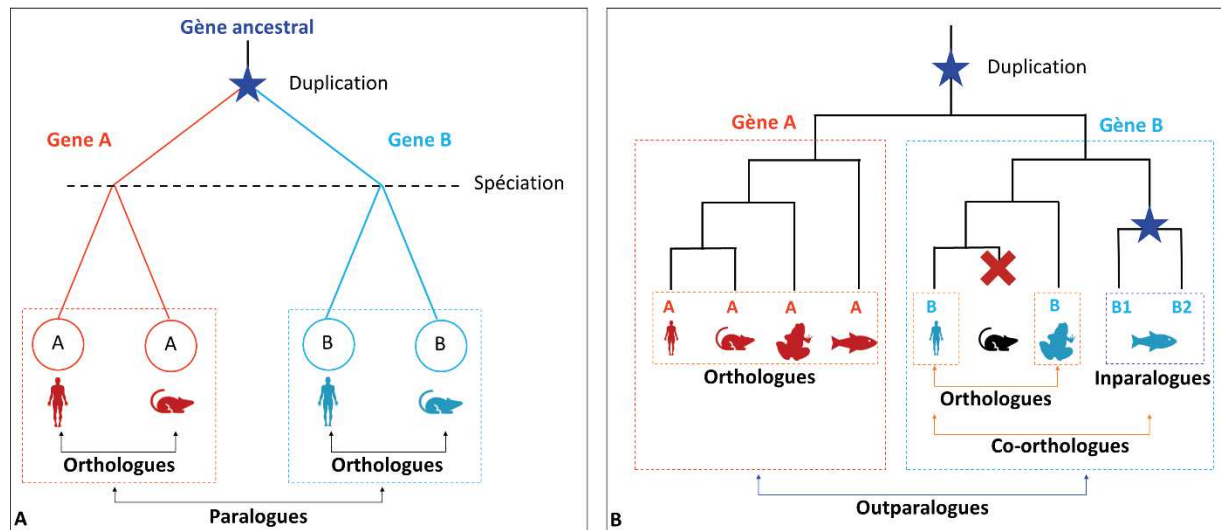 Gène ancestral
Duplication
Gene A
Gene B
Spéciation
A
A
B
B
Orthologues
Orthologues
Paralogues
A
Duplication
Gène A
Gène B
A
A
A
A
B
B
B1
B2
Orthologues
Inparalogues
Orthologues
Co-orthologues
Outparalogues
B